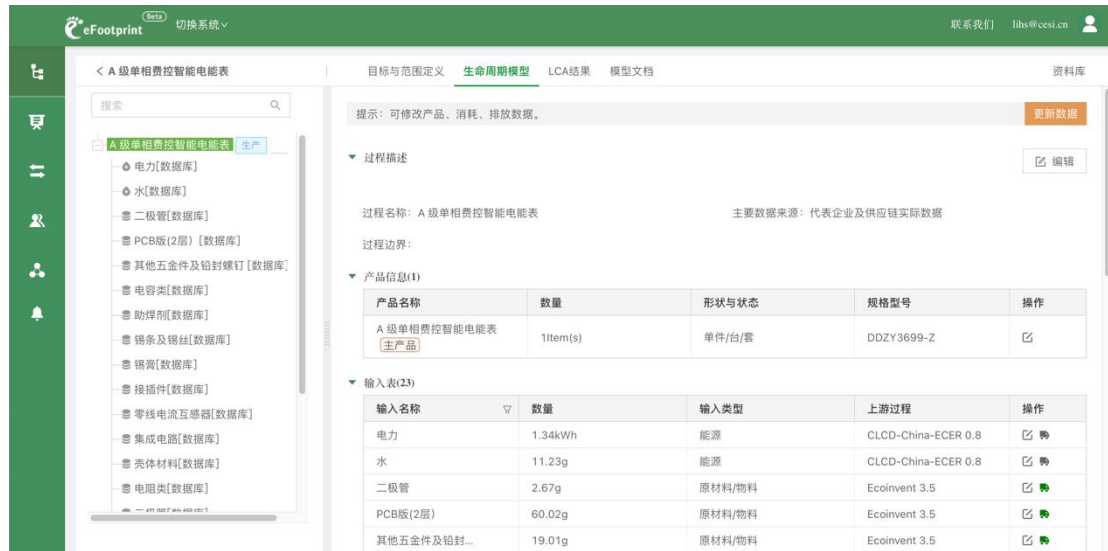 eFootprint (Beta) 切换系统 联系我们 lihs@cesi.cn
A 级单相费控智能电能表 目标与范围定义 生命周期模型 LCA结果 模型文档 资料库
搜索
提示：可修改产品、消耗、排放数据。 更新数据
A 级单相费控智能电能表 生产
电力[数据库]
水[数据库]
二极管[数据库]
PCB版(2层) [数据库]
其他五金件及铅封螺钉 [数据库]
电容类[数据库]
助焊剂[数据库]
锡条及锡丝[数据库]
锡膏[数据库]
接插件[数据库]
零线电流互感器[数据库]
集成电路[数据库]
壳体材料[数据库]
电阻类[数据库]
过程描述 编辑
过程名称：A 级单相费控智能电能表 主要数据来源：代表企业及供应链实际数据
过程边界：
产品信息(1)
产品名称 数量 形状与状态 规格型号 操作
A 级单相费控智能电能表 1Item(s) 单件/台/套 DDZY3699-Z
主产品
输入表(23)
输入名称 数量 输入类型 上游过程 操作
电力 1.34kWh 能源 CLCD-China-ECER 0.8
水 11.23g 能源 CLCD-China-ECER 0.8
二极管 2.67g 原材料/物料 Ecoinvent 3.5
PCB版(2层) 60.02g 原材料/物料 Ecoinvent 3.5
其他五金件及铅封... 19.01g 原材料/物料 Ecoinvent 3.5